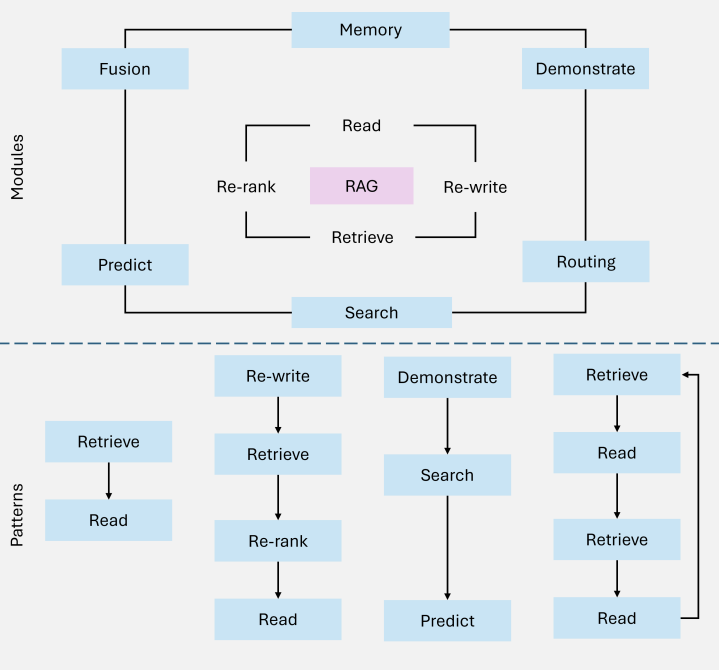 Modules
Memory
Fusion
Demonstrate
Read
Re-rank
RAG
Re-write
Retrieve
Predict
Routing
Search
Patterns
Retrieve
Read
Re-write
Retrieve
Re-rank
Read
Demonstrate
Search
Predict
Retrieve
Read
Retrieve
Read